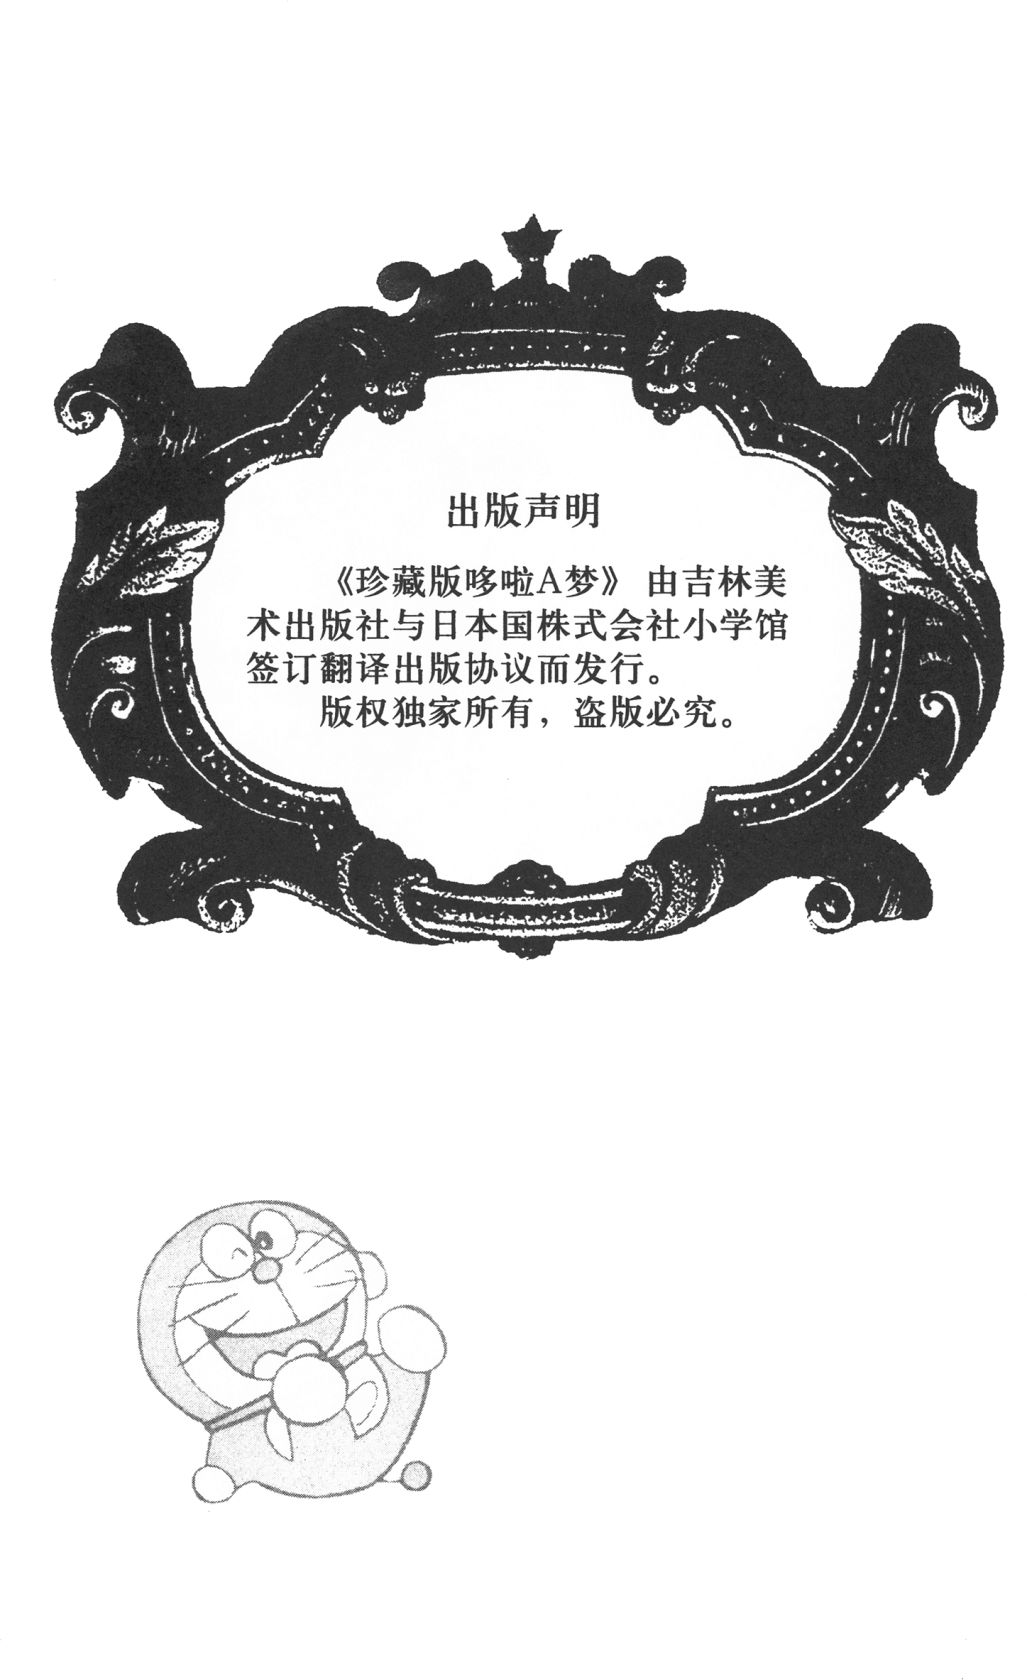 出版声明
《珍藏版哆啦A梦》由吉林美
术出版社与日本国株式会社小学馆
签订翻译出版协议而发行。
版权独家所有，盗版必究。